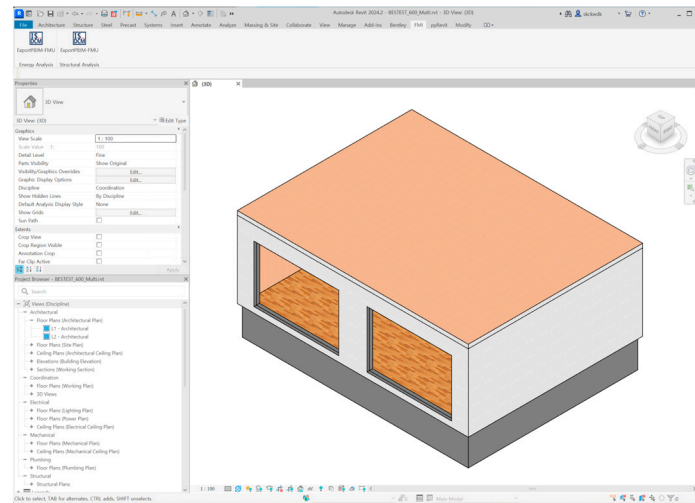 Autodesk Revit 2024.2 - BESTEST_600_Multi.rvt - 3D View: {3D}
File Architecture Structure Steel Precast Systems Insert Annotate Analyze Massing & Site Collaborate View Manage Add-Ins Bentley FMI pyRevit Modify
ExportBIM-FMU ExportBIM-FMU
Energy Analysis Structural Analysis
Properties
{3D}
3D View
3D View: {3D} Edit Type
Graphics
View Scale 1 : 100
Scale Value 1: 100
Detail Level Fine
Parts Visibility Show Original
Visibility/Graphics Overrides Edit...
Graphic Display Options Edit...
Discipline Coordination
Show Hidden Lines By Discipline
Default Analysis Display Style None
Show Grids Edit...
Sun Path
Extents
Crop View
Crop Region Visible
Annotation Crop
Far Clip Active
Apply
Project Browser - BESTEST_600_Multi.rvt
Search
Views (Discipline)
Architectural
Floor Plans (Architectural Plan)
L1 - Architectural
L2 - Architectural
Floor Plans (Site Plan)
Ceiling Plans (Architectural Ceiling Plan)
Elevations (Building Elevation)
Sections (Working Section)
Coordination
Floor Plans (Working Plan)
3D Views
Electrical
Floor Plans (Lighting Plan)
Floor Plans (Power Plan)
Ceiling Plans (Electrical Ceiling Plan)
Mechanical
Floor Plans (Mechanical Plan)
Ceiling Plans (Mechanical Ceiling Plan)
Plumbing
Floor Plans (Plumbing Plan)
Structural
Structural Plans
1 : 100
Click to select, TAB for alternates, CTRL adds, SHIFT unselects.
Main Model